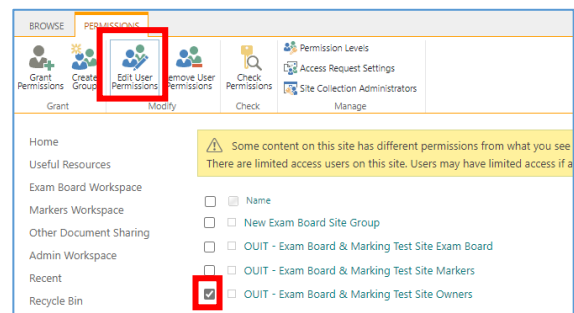 BROWSE PERMISSIONS
Grant Permissions
Create Group
Edit User Permissions
Remove User Permissions
Check Permissions
Permission Levels
Access Request Settings
Site Collection Administrators
Grant Modify Check Manage
Home
Useful Resources
Exam Board Workspace
Markers Workspace
Other Document Sharing
Admin Workspace
Recent
Recycle Bin
Some content on this site has different permissions from what you see
There are limited access users on this site. Users may have limited access if a
Name
New Exam Board Site Group
OUIT - Exam Board & Marking Test Site Exam Board
OUIT - Exam Board & Marking Test Site Markers
OUIT - Exam Board & Marking Test Site Owners